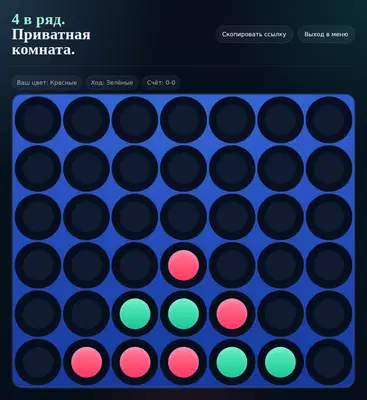 4 в ряд.
Приватная
комната.
Скопировать ссылку
Выход в меню
Ваш цвет: Красные
Ход: Зелёные
Счёт: 0-0